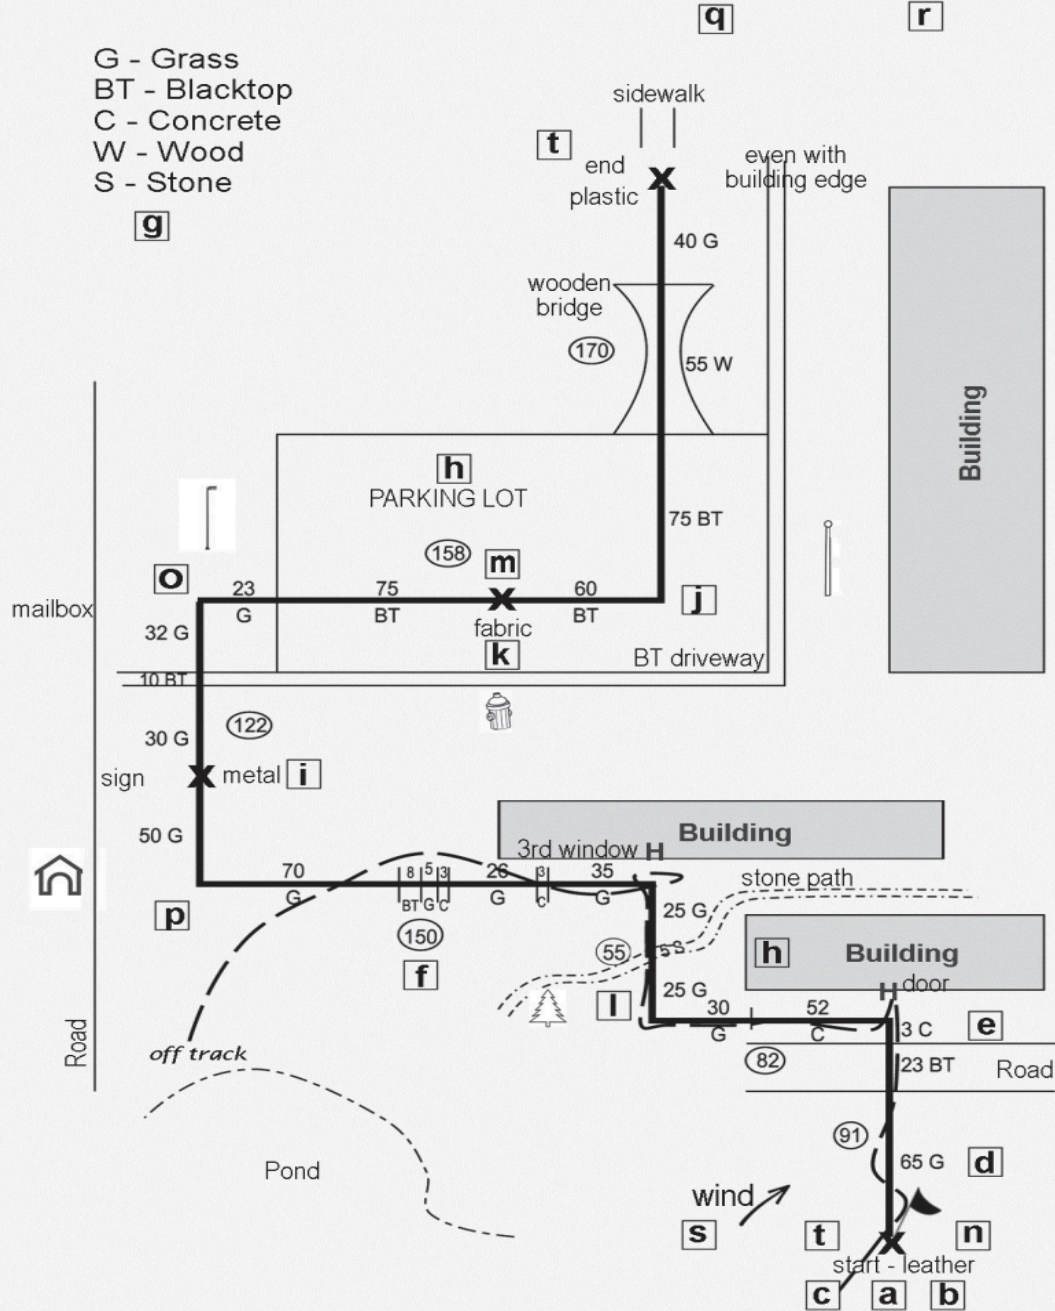 q
r
G - Grass
BT - Blacktop
C - Concrete
W - Wood
S - Stone
sidewalk
t
end
plastic
even with
building edge
g
40 G
wooden
bridge
170
55 W
Building
h
PARKING LOT
75 BT
158
m
o
23
G
75
BT
60
BT
j
mailbox
32 G
fabric
k
BT driveway
10 BT
122
30 G
sign
metal
i
50 G
Building
3rd window
H
70
G
8
BT
5
G
3
C
26
G
3
C
35
G
stone path
25 G
p
150
f
55
5 S
h
Building
25 G
l
H
door
30
G
52
C
3 C
e
Road
off track
82
23 BT
Road
91
65 G
d
Pond
wind
s
t
n
start - leather
c
a
b